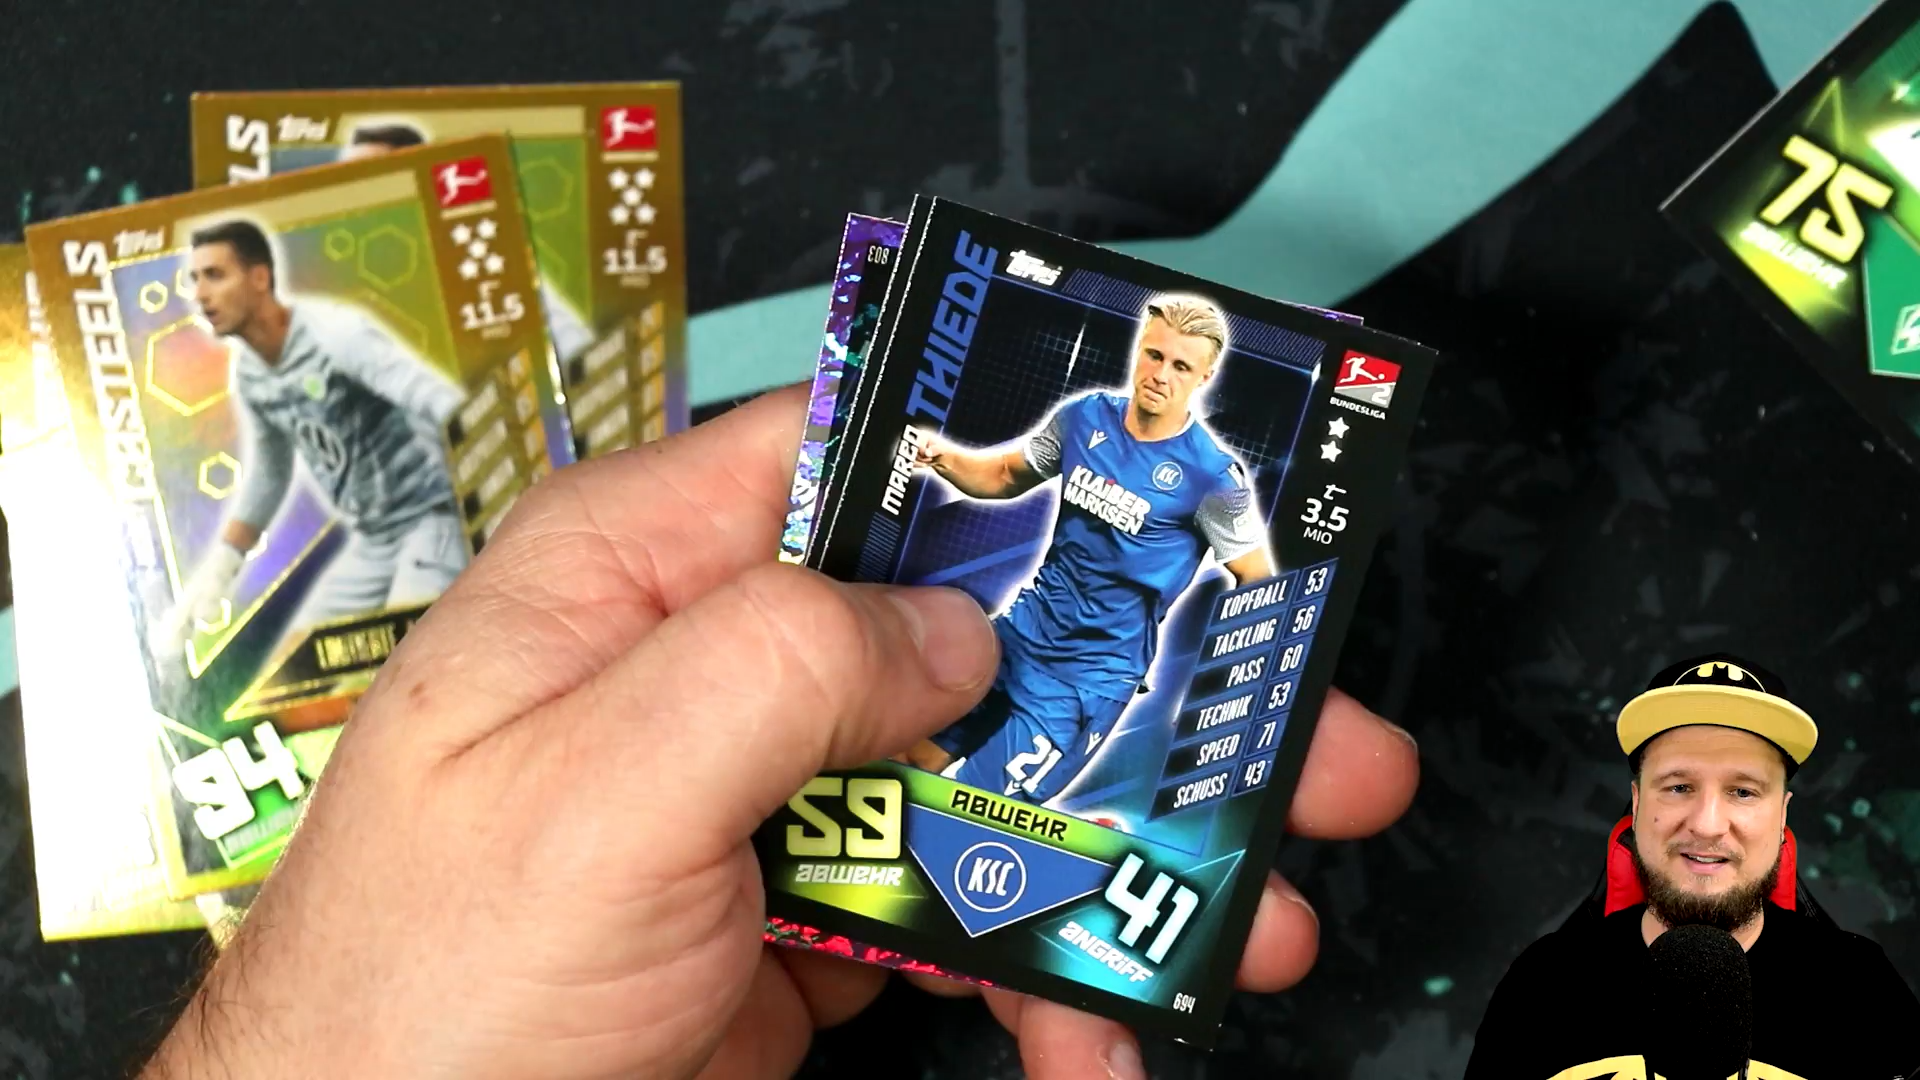 Topps
11.5
MIO
Topps
CASTEELS
11.5
MIO
94
803
Topps
MARCO THIEDE
2
BUNDESLIGA
3.5
MIO
KOPFBALL 53
TACKLING 56
PASS 60
TECHNIK 53
SPEED 71
SCHUSS 43
KSC
KLAIBER
MARKISEN
21
ABWEHR
59
ABWEHR
KSC
41
ANGRIFF
694
75